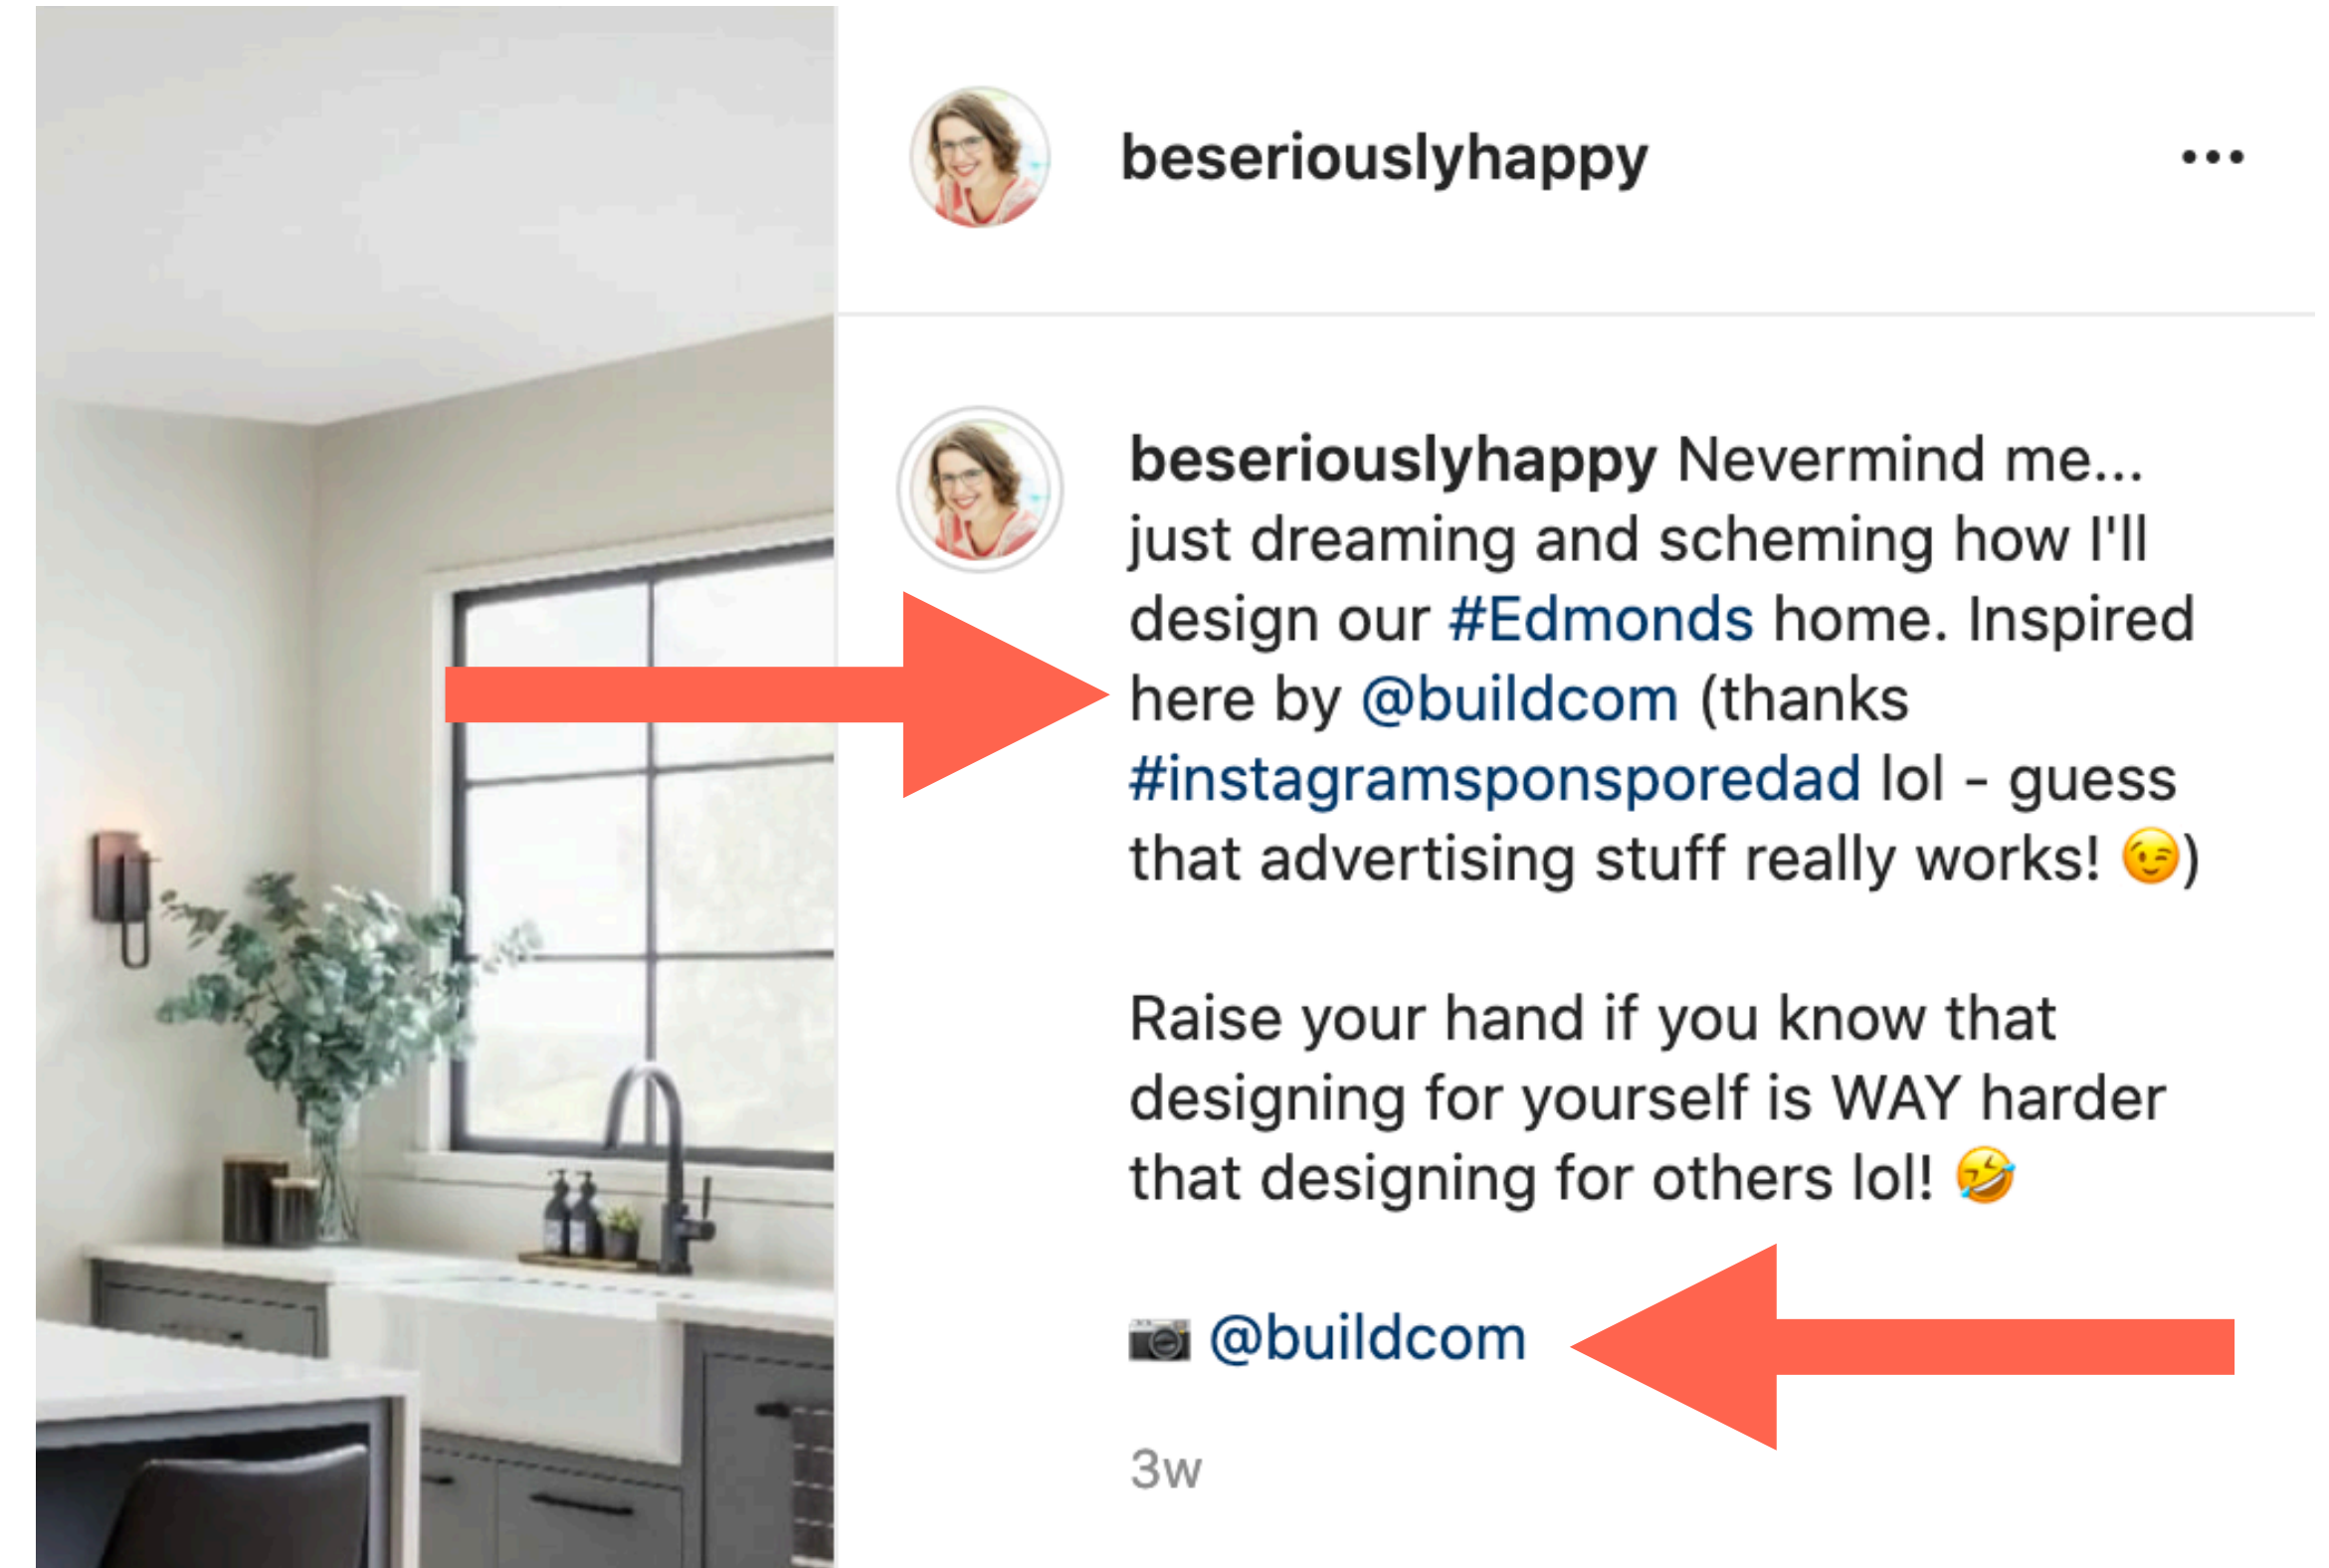 beseriouslyhappy
beseriouslyhappy Nevermind me...
just dreaming and scheming how I'll
design our #Edmonds home. Inspired
here by @buildcom (thanks
#instagramsponsporedad lol - guess
that advertising stuff really works! 😉)
Raise your hand if you know that
designing for yourself is WAY harder
that designing for others lol! 🤣
📷 @buildcom
3w